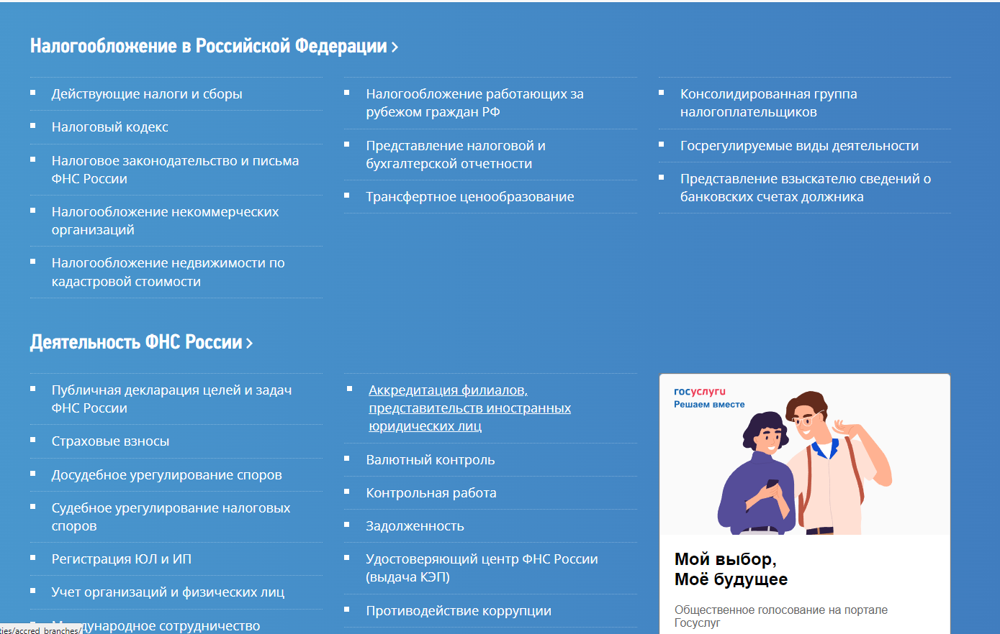 Налогообложение в Российской Федерации
Действующие налоги и сборы
Налоговый кодекс
Налоговое законодательство и письма
ФНС России
Налогообложение некоммерческих
организаций
Налогообложение недвижимости по
кадастровой стоимости
Налогообложение работающих за
рубежом граждан РФ
Представление налоговой и
бухгалтерской отчетности
Трансфертное ценообразование
Консолидированная группа
налогоплательщиков
Госрегулируемые виды деятельности
Представление взыскателю сведений о
банковских счетах должника
Деятельность ФНС России
Публичная декларация целей и задач
ФНС России
Страховые взносы
Досудебное урегулирование споров
Судебное урегулирование налоговых
споров
Регистрация ЮЛ и ИП
Учет организаций и физических лиц
Международное сотрудничество
Аккредитация филиалов,
представительств иностранных
юридических лиц
Валютный контроль
Контрольная работа
Задолженность
Удостоверяющий центр ФНС России
(выдача КЭП)
Противодействие коррупции
госуслуги
Решаем вместе
Мой выбор,
Моё будущее
Общественное голосование на портале
Госуслуг
ties/accred_branches/